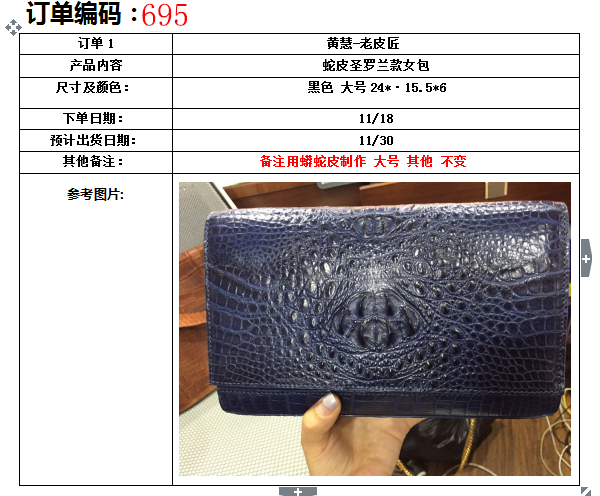 订单编码：695
订单1 黄慧-老皮匠
产品内容 蛇皮圣罗兰款女包
尺寸及颜色： 黑色 大号24*·15.5*6
下单日期： 11/18
预计出货日期： 11/30
其他备注： 备注用蟒蛇皮制作 大号 其他 不变
参考图片: